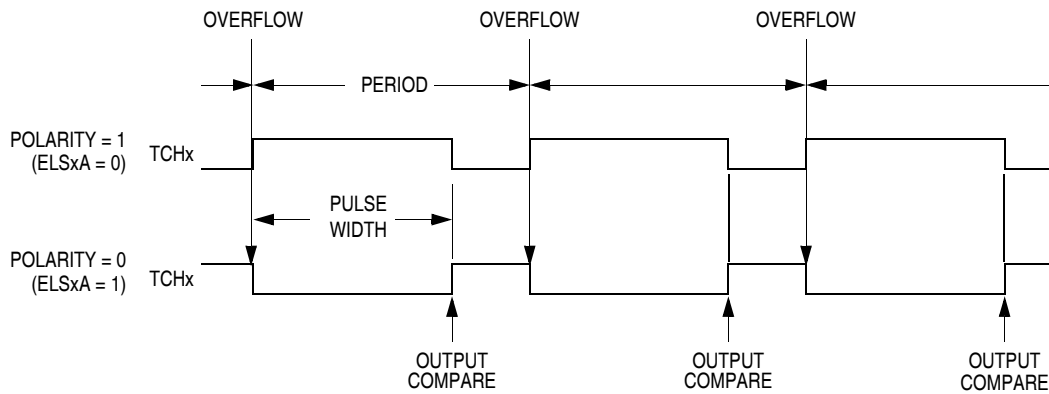 OVERFLOW OVERFLOW OVERFLOW
PERIOD
POLARITY = 1
(ELSxA = 0)
TCHx
PULSE
WIDTH
POLARITY = 0
(ELSxA = 1)
TCHx
OUTPUT
COMPARE
OUTPUT
COMPARE
OUTPUT
COMPARE